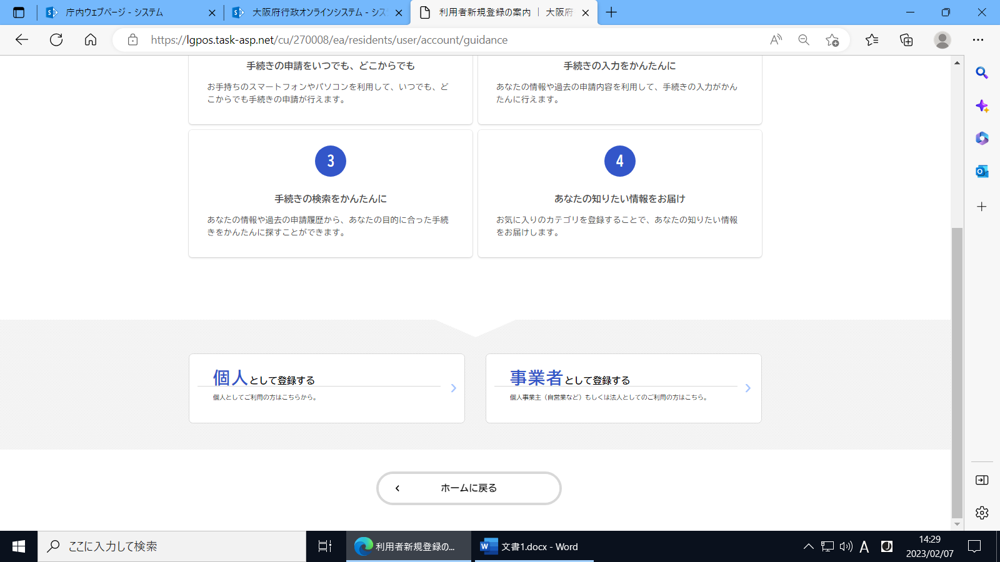 庁内ウェブページ - システム
大阪府行政オンラインシステム - シス
利用者新規登録の案内 ｜ 大阪府
https://lgpos.task-asp.net/cu/270008/ea/residents/user/account/guidance
手続きの申請をいつでも、どこからでも
お手持ちのスマートフォンやパソコンを利用して、いつでも、ど
こからでも手続きの申請が行えます。
手続きの入力をかんたんに
あなたの情報や過去の申請内容を利用して、手続きの入力がかん
たんに行えます。
3
手続きの検索をかんたんに
あなたの情報や過去の申請履歴から、あなたの目的に合った手続
きをかんたんに探すことができます。
4
あなたの知りたい情報をお届け
お気に入りのカテゴリを登録することで、あなたの知りたい情報
をお届けします。
個人として登録する
個人としてご利用の方はこちらから。
事業者として登録する
個人事業主（自営業など）もしくは法人としてのご利用の方はこちら。
ホームに戻る
ここに入力して検索
利用者新規登録の...
文書1.docx - Word
A
14:29
2023/02/07